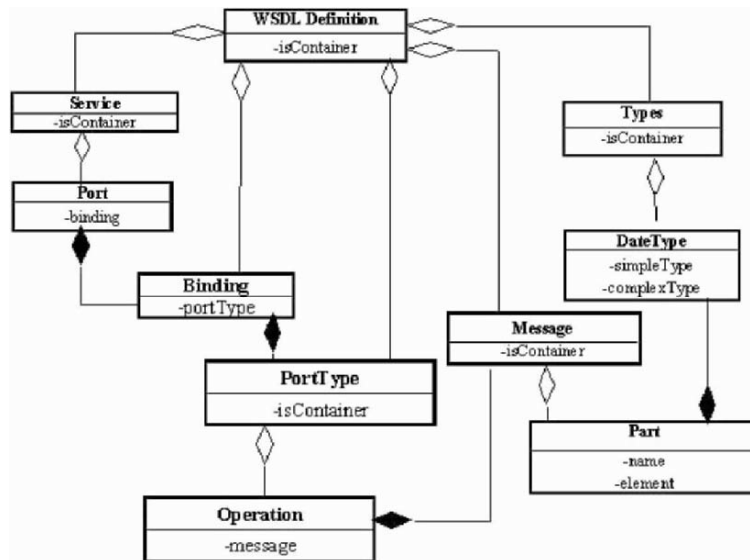 WSDL Definition
-isContainer
Service
-isContainer
Types
-isContainer
Port
-binding
DateType
-simpleType
-complexType
Binding
-portType
Message
-isContainer
PortType
-isContainer
Part
-name
-element
Operation
-message